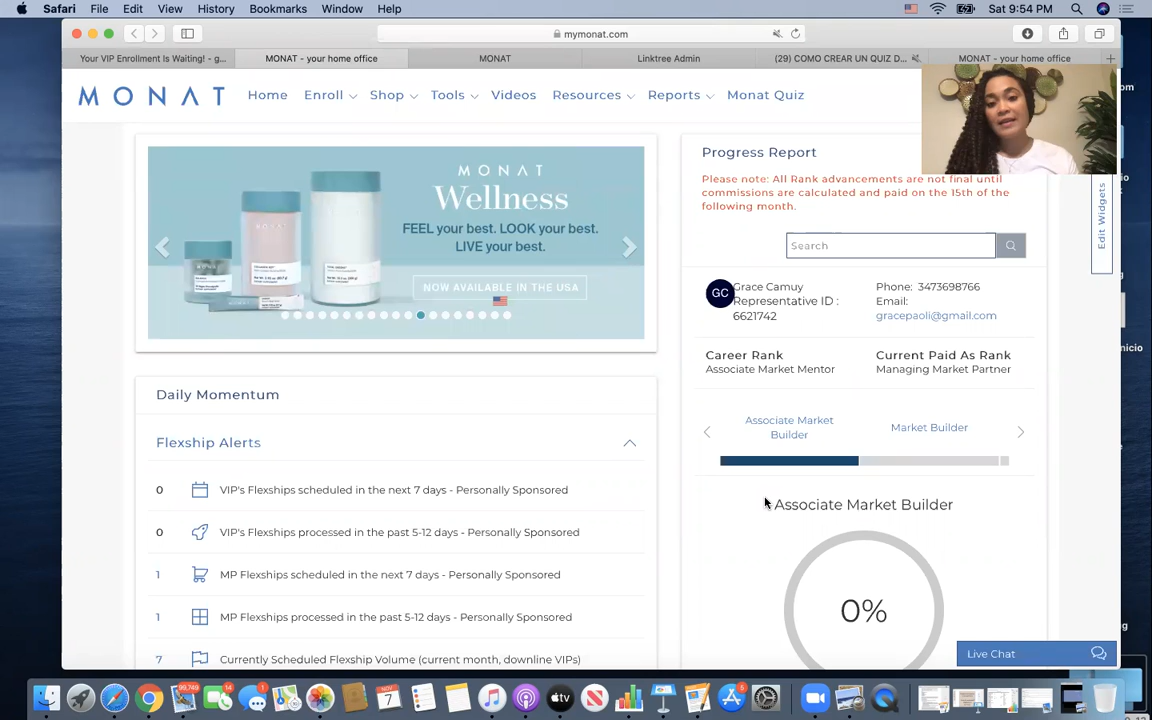 Safari File Edit View History Bookmarks Window Help
Sat 9:54 PM
mymonat.com
Your VIP Enrollment Is Waiting! - g...
MONAT - your home office
MONAT
Linktree Admin
(29) COMO CREAR UN QUIZ D...
MONAT - your home office
MONAT
Home
Enroll
Shop
Tools
Videos
Resources
Reports
Monat Quiz
MONAT
Wellness
FEEL your best. LOOK your best.
LIVE your best.
NOW AVAILABLE IN THE USA
Daily Momentum
Flexship Alerts
0 VIP's Flexships scheduled in the next 7 days - Personally Sponsored
0 VIP's Flexships processed in the past 5-12 days - Personally Sponsored
1 MP Flexships scheduled in the next 7 days - Personally Sponsored
1 MP Flexships processed in the past 5-12 days - Personally Sponsored
7 Currently Scheduled Flexship Volume (current month, downline VIPs)
Progress Report
Please note: All Rank advancements are not final until
commissions are calculated and paid on the 15th of the
following month.
Search
GC
Grace Camuy
Representative ID :
6621742
Phone: 3473698766
Email:
gracepaoli@gmail.com
Career Rank
Associate Market Mentor
Current Paid As Rank
Managing Market Partner
Associate Market
Builder
Market Builder
Associate Market Builder
0%
Edit Widgets
Live Chat
om
nicio
99,749
14
1
NOV
7
5